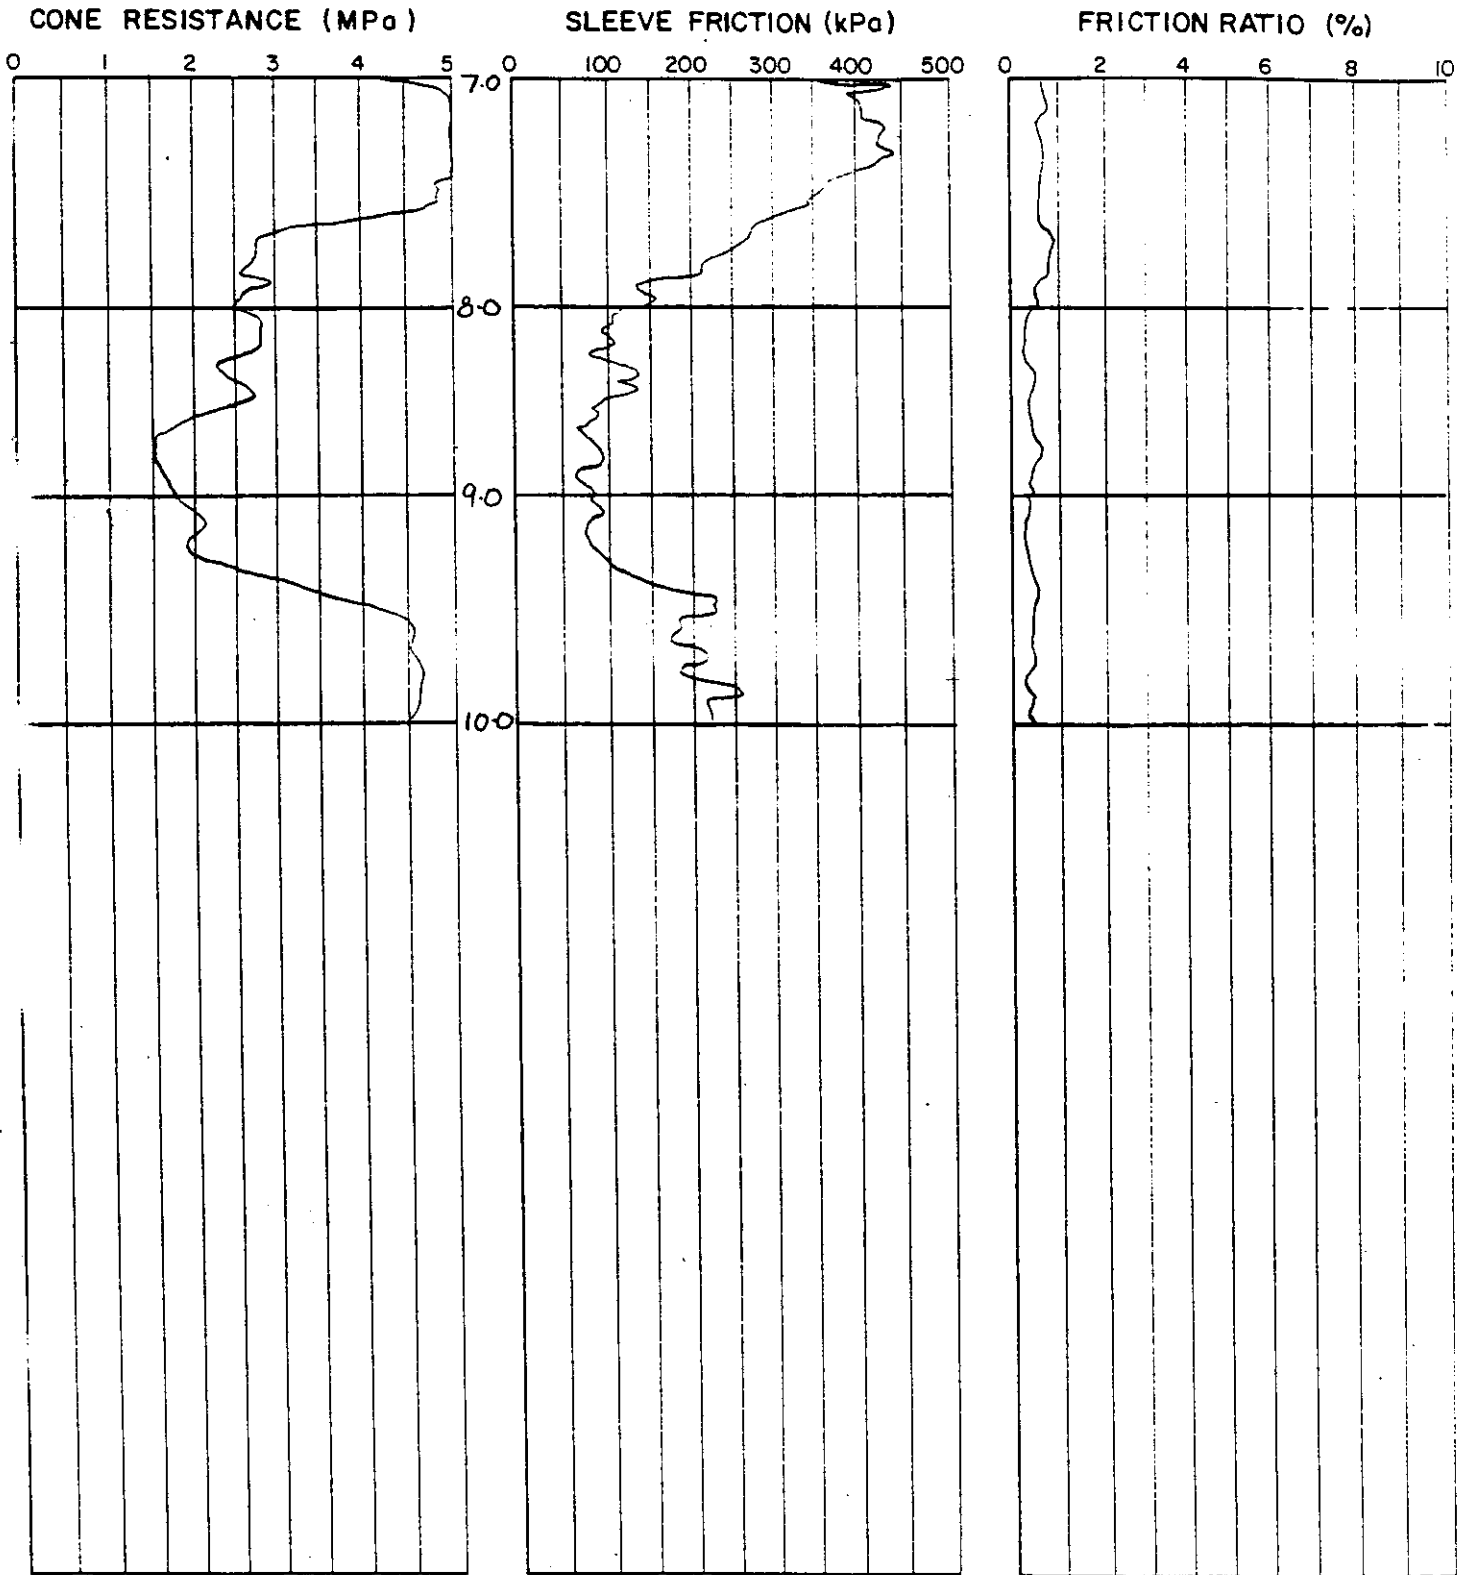 CONE RESISTANCE (MPa) SLEEVE FRICTION (kPa) FRICTION RATIO (%)
0 1 2 3 4 5 0 100 200 300 400 500 0 2 4 6 8 10
7.0
8.0
9.0
10.0